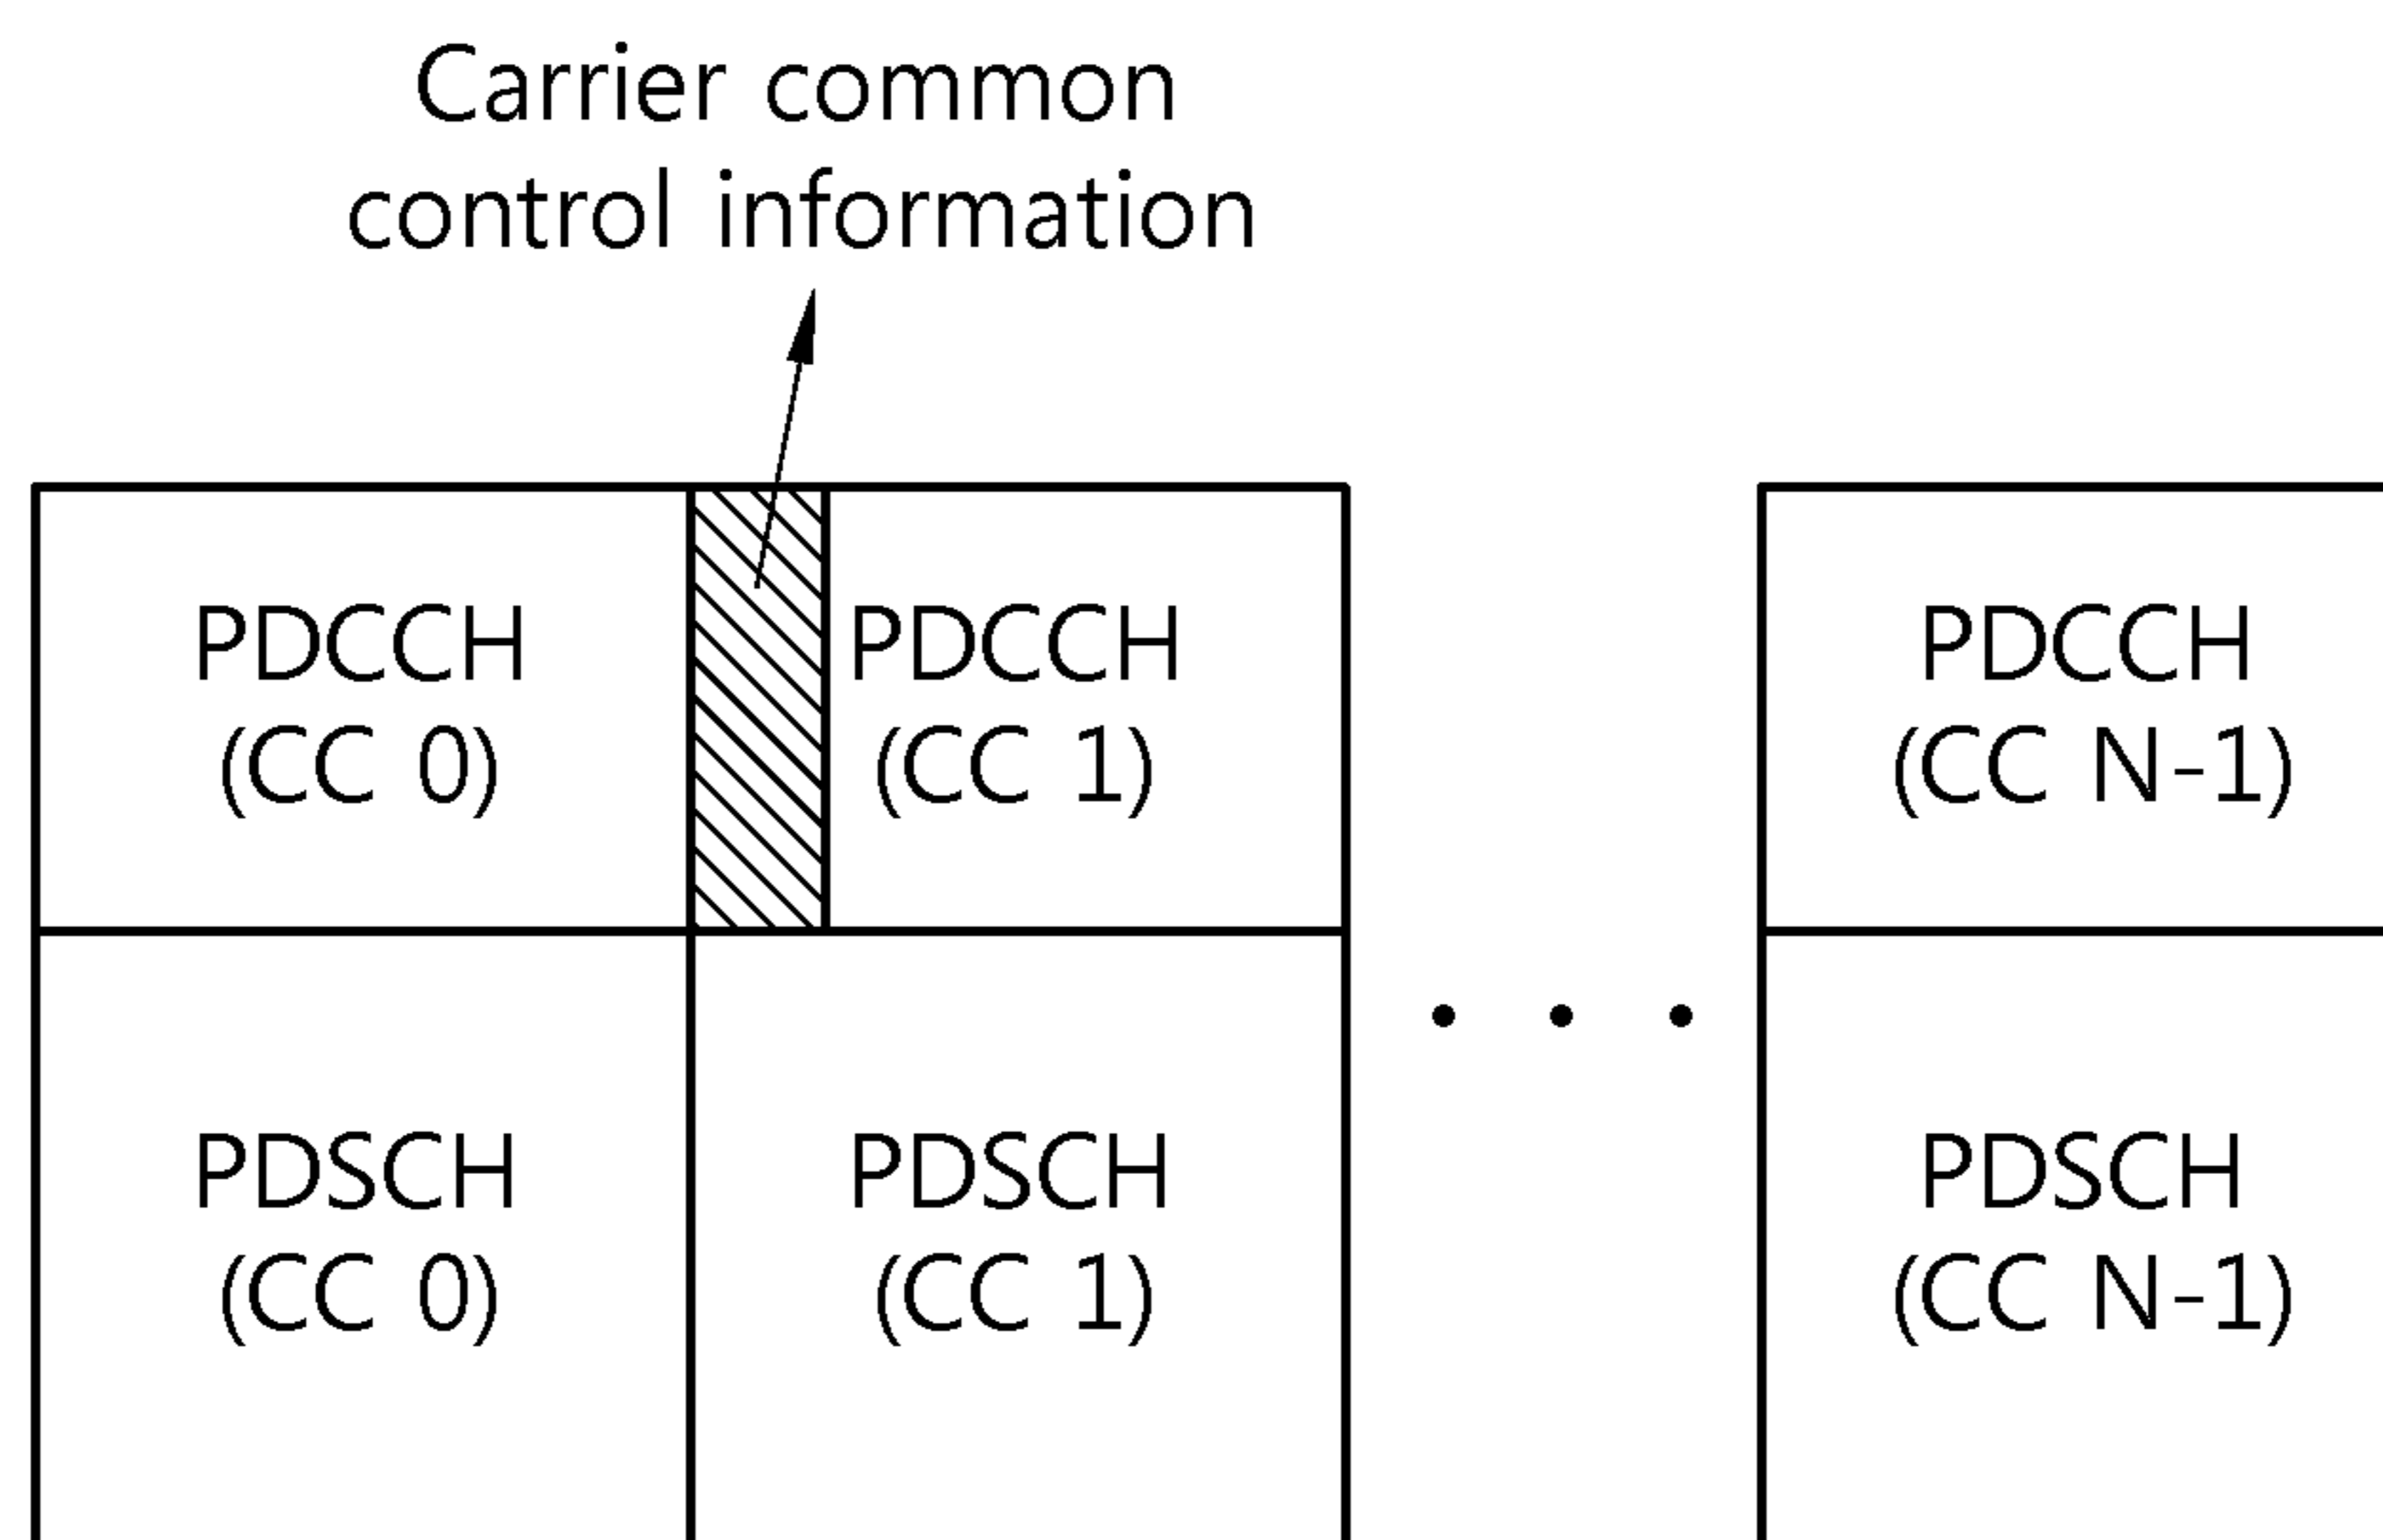 Carrier common
control information
PDCCH
(CC 0)
PDCCH
(CC 1)
PDCCH
(CC N-1)
PDSCH
(CC 0)
PDSCH
(CC 1)
PDSCH
(CC N-1)